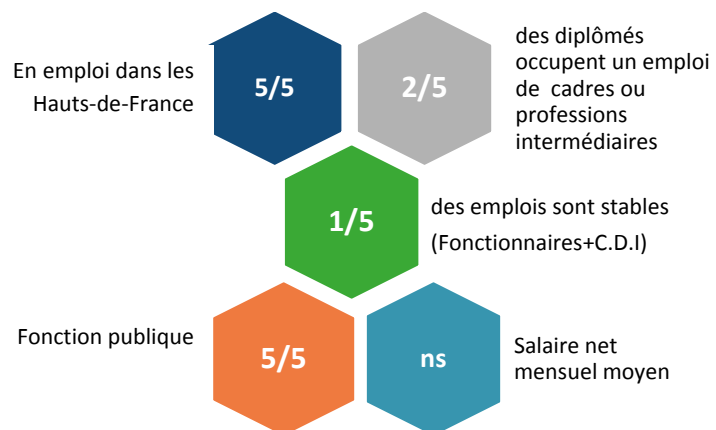 En emploi dans les
Hauts-de-France
5/5
2/5
des diplômés
occupent un emploi
de cadres ou
professions
intermédiaires
1/5
des emplois sont stables
(Fonctionnaires+C.D.I)
Fonction publique
5/5
ns
Salaire net
mensuel moyen